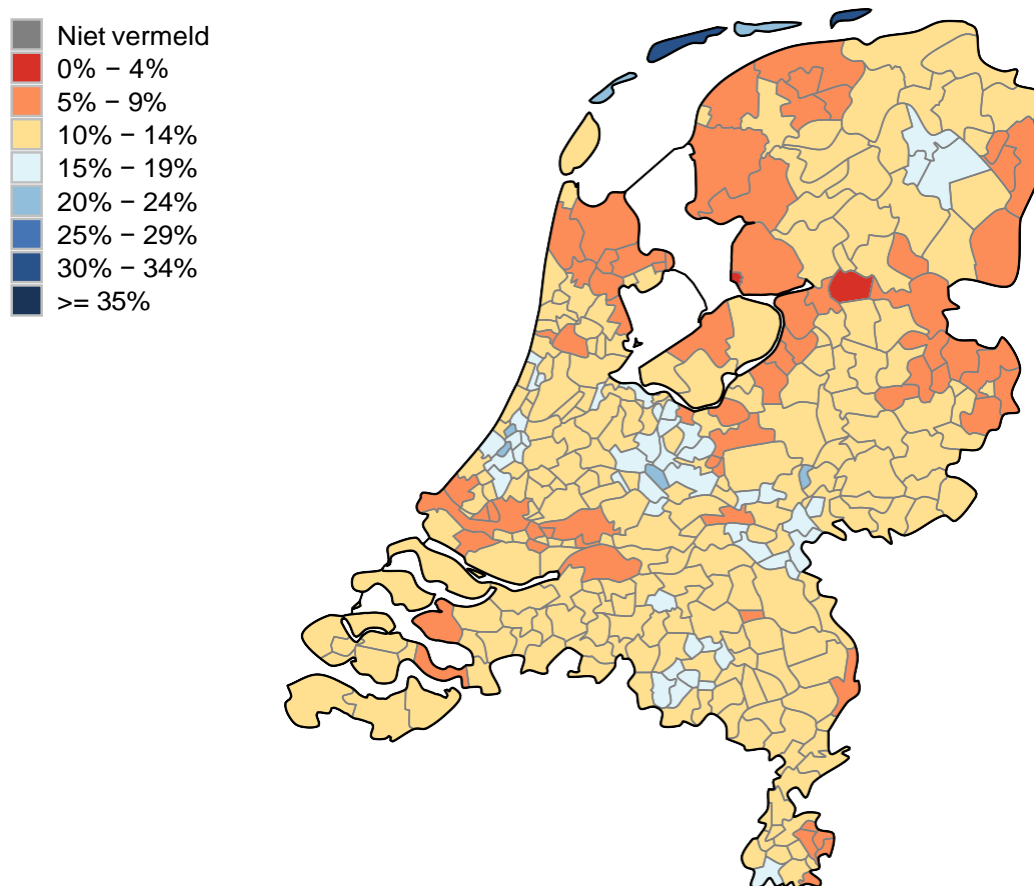 Niet vermeld
0% − 4%
5% − 9%
10% − 14%
15% − 19%
20% − 24%
25% − 29%
30% − 34%
>= 35%